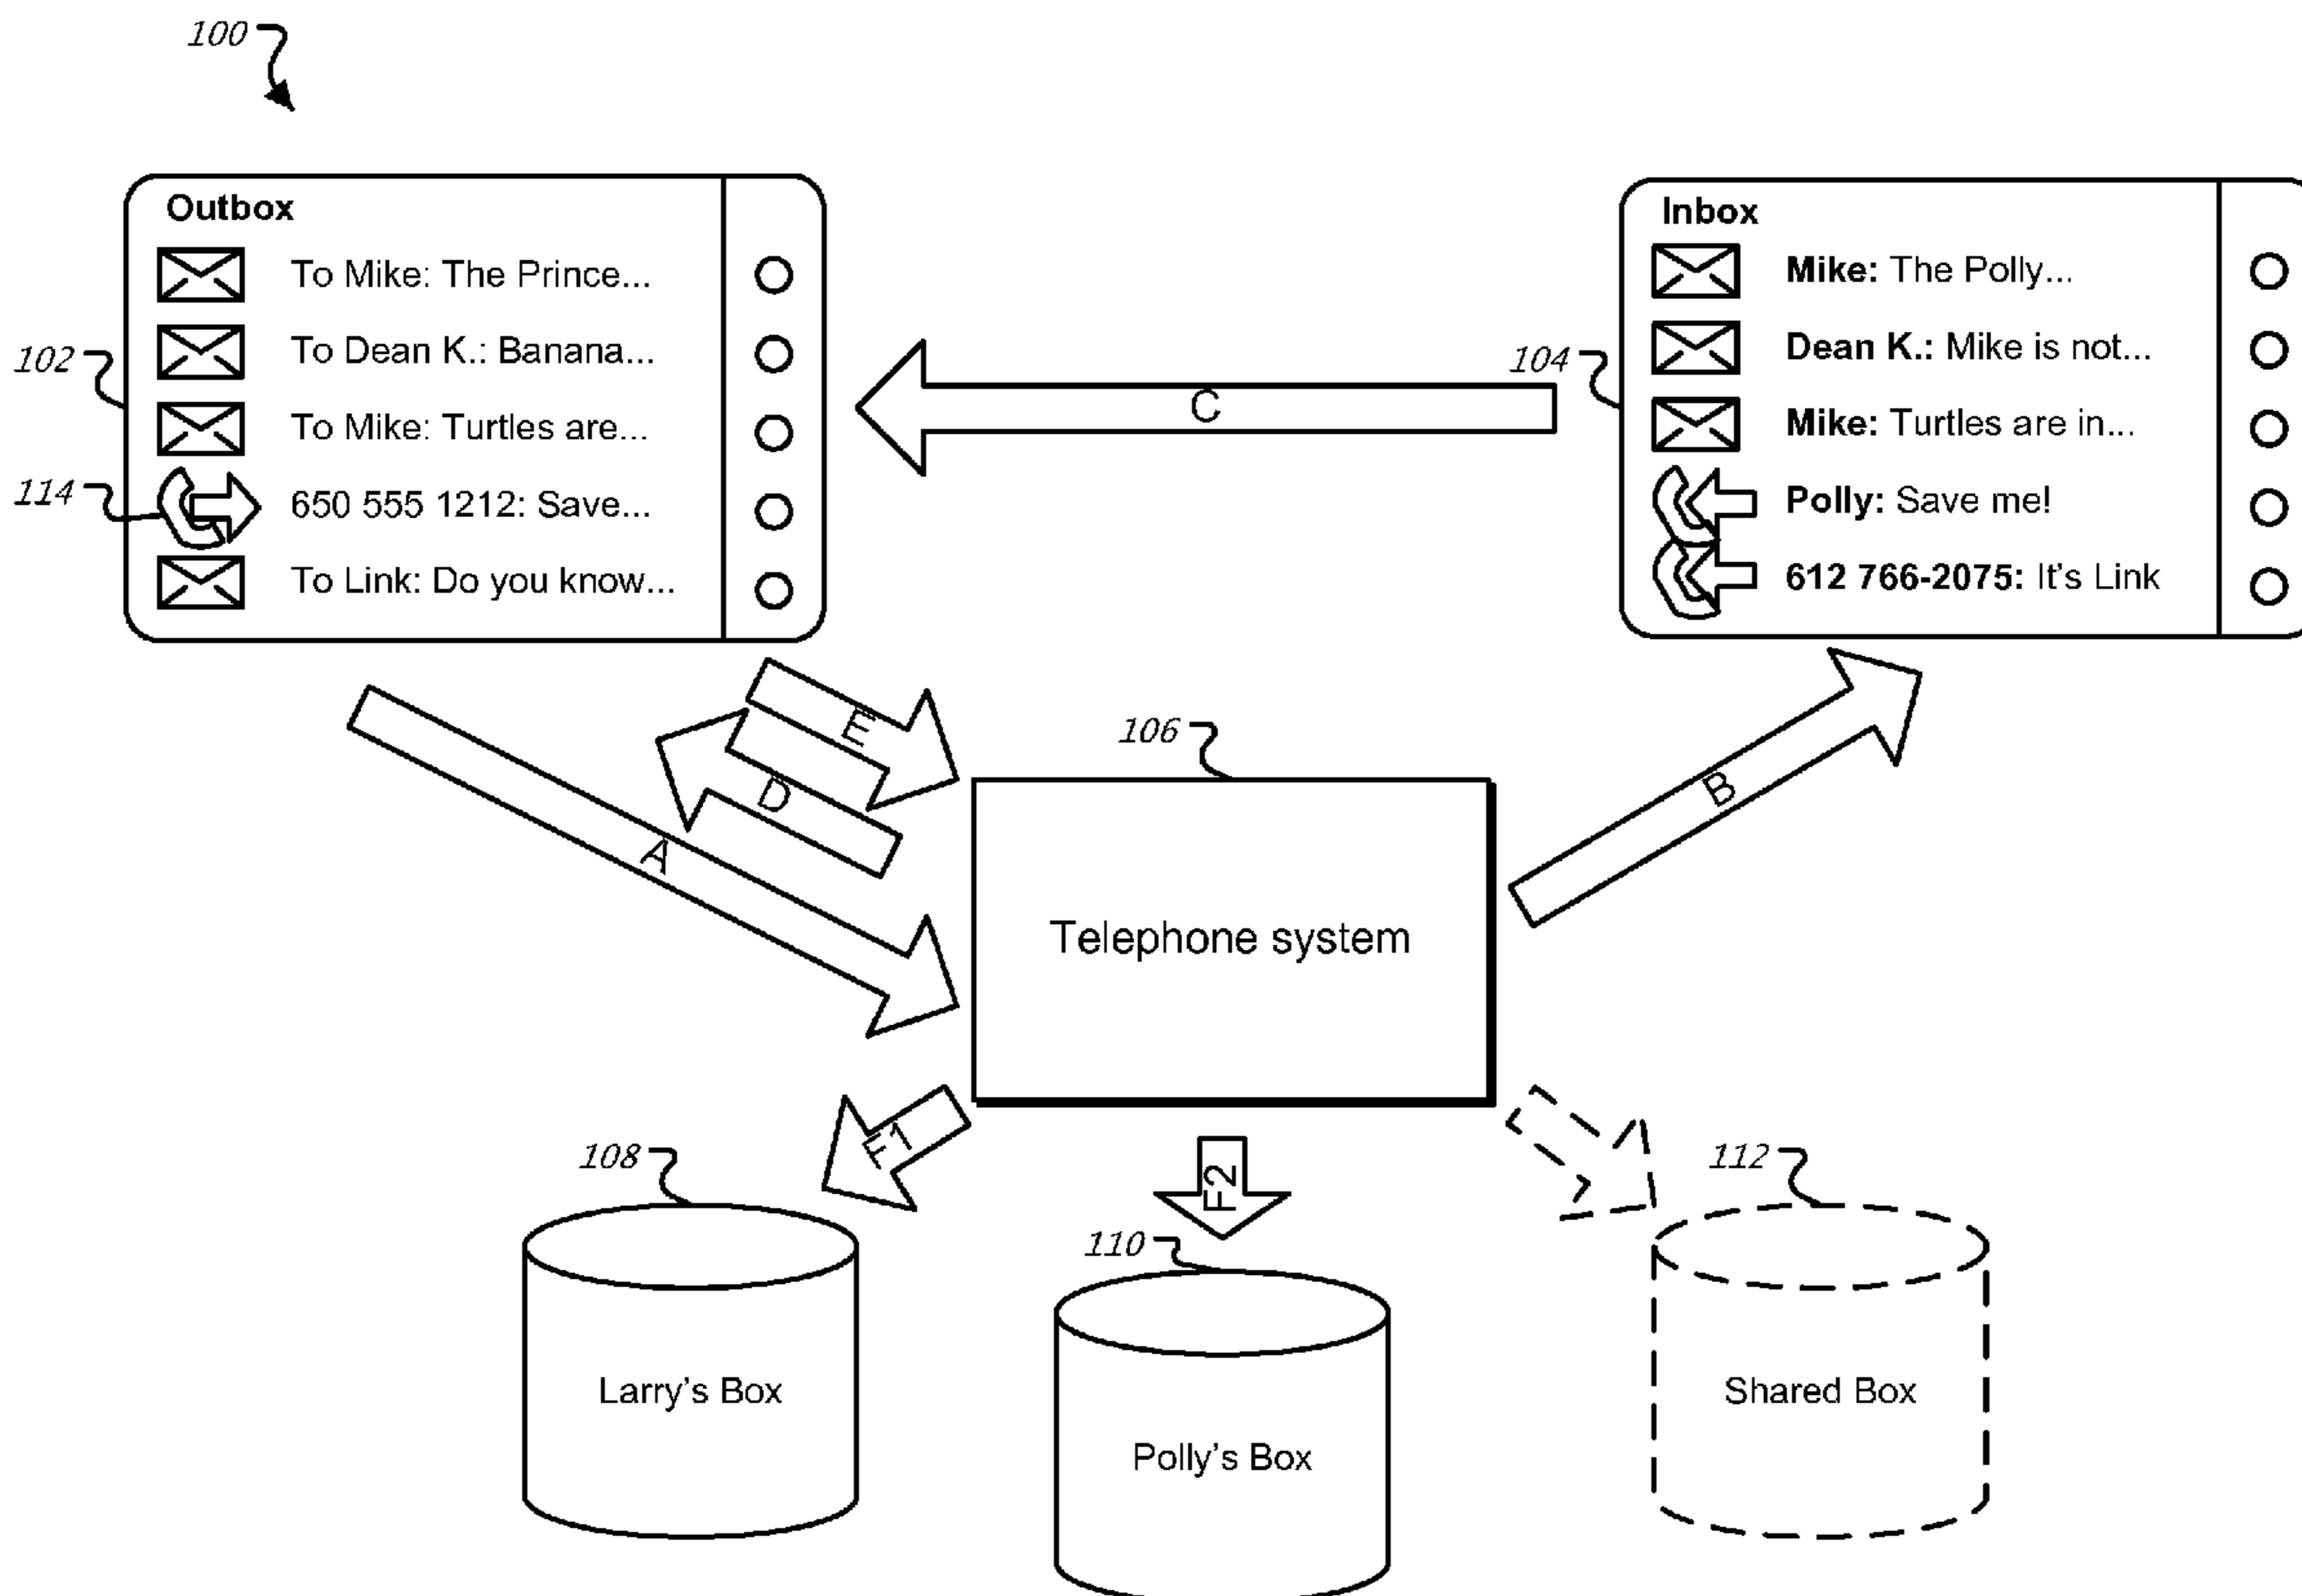 100
Outbox
To Mike: The Prince...
To Dean K.: Banana...
To Mike: Turtles are...
650 555 1212: Save...
To Link: Do you know...
102
114
Inbox
Mike: The Polly...
Dean K.: Mike is not...
Mike: Turtles are in...
Polly: Save me!
612 766-2075: It's Link
104
C
E
D
A
106
B
Telephone system
F1
F2
108
110
112
Larry's Box
Polly's Box
Shared Box